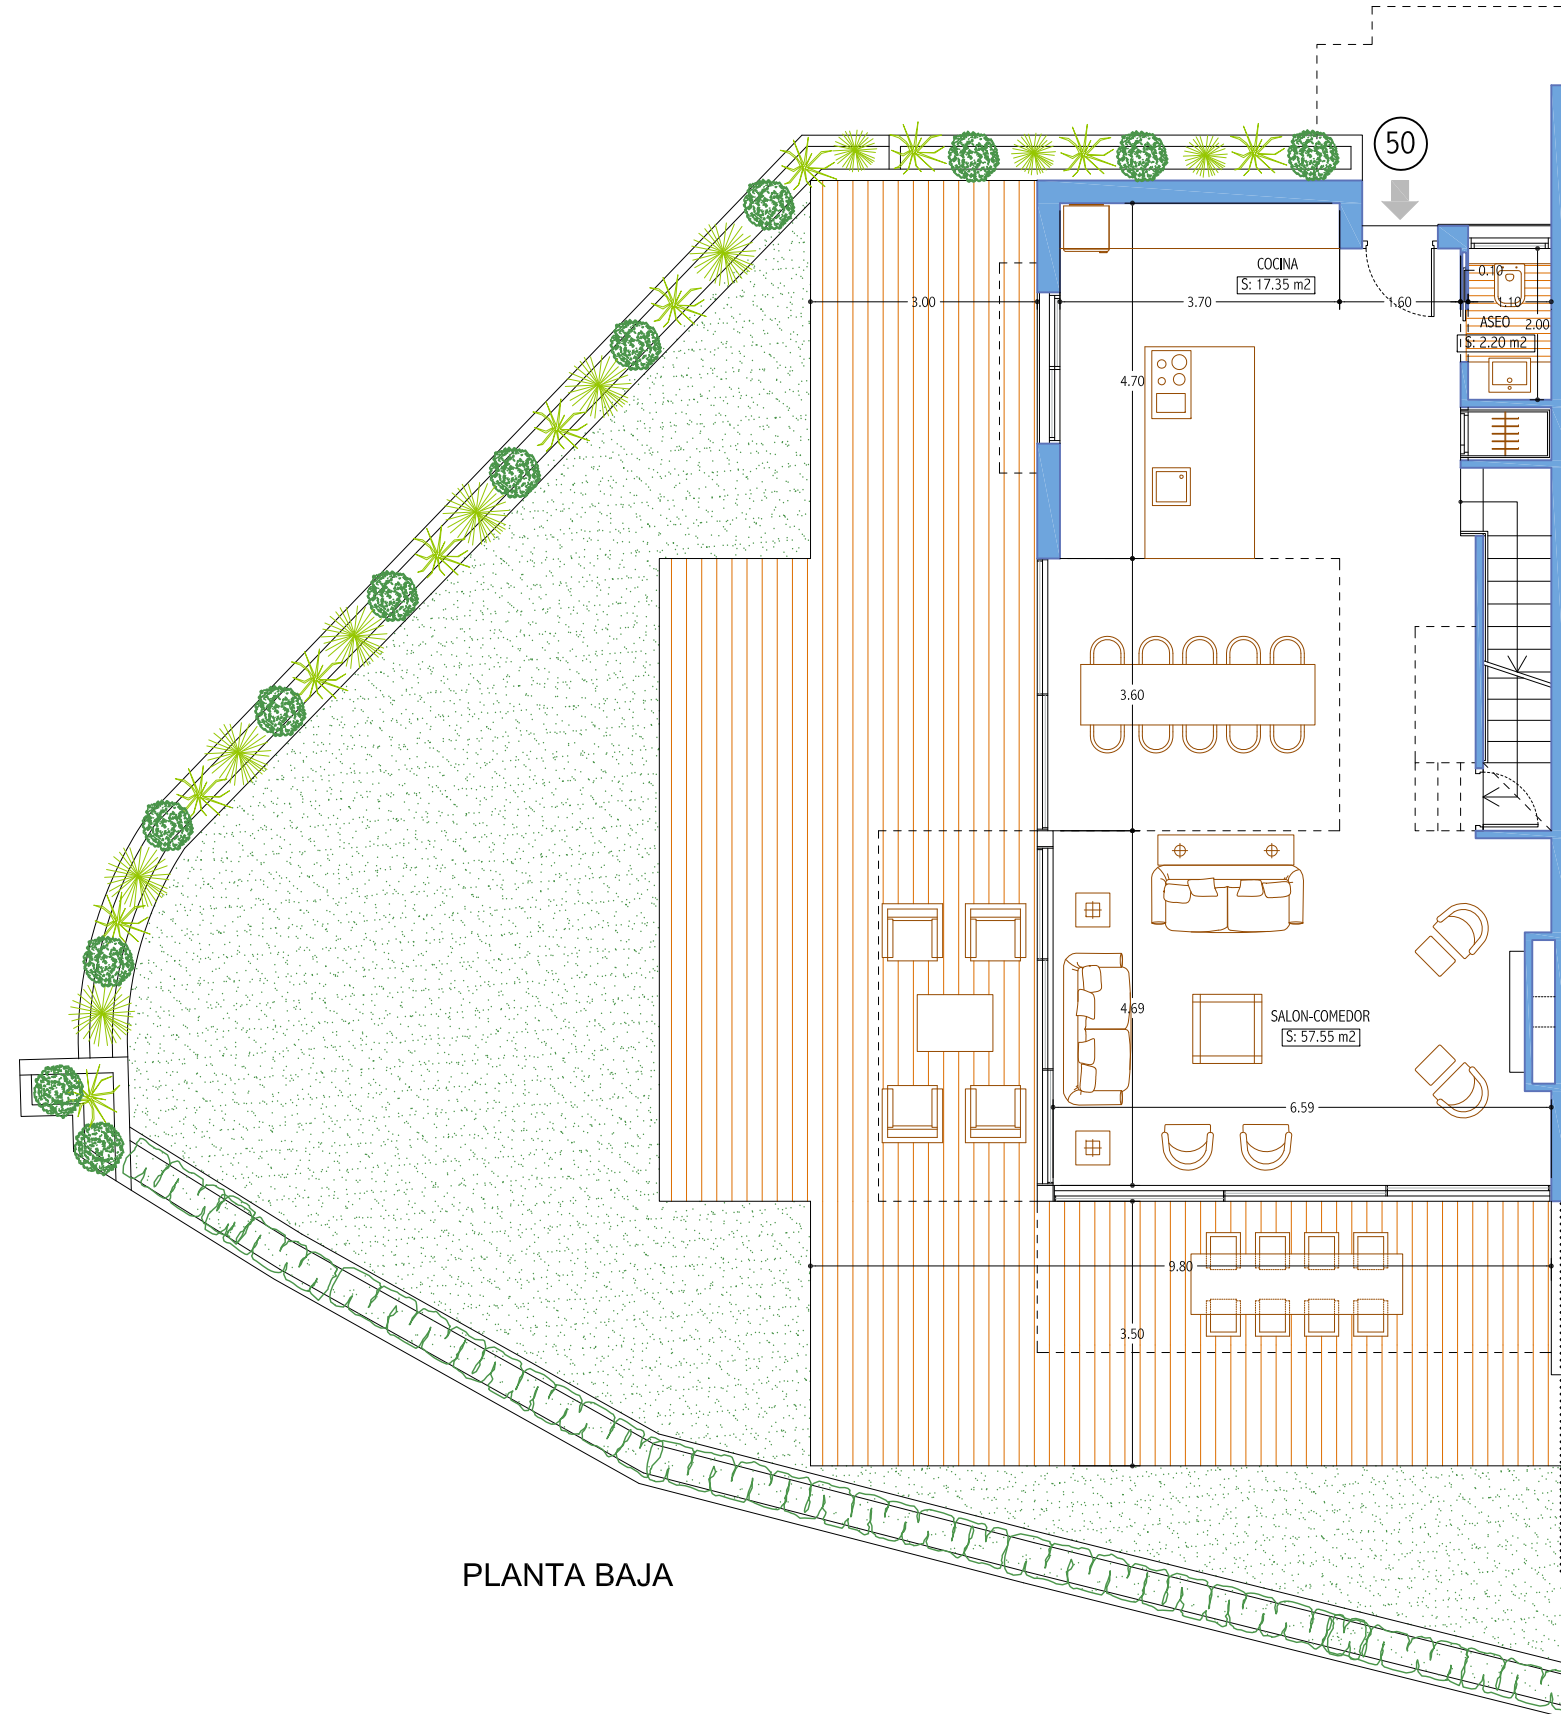 50
COCINA
S: 17.35 m2
0.10
3.00
3.70
1.60
1.10
ASEO
2.00
S: 2.20 m2
4.70
3.60
4.69
SALON-COMEDOR
S: 57.55 m2
6.59
9.80
3.50
PLANTA BAJA